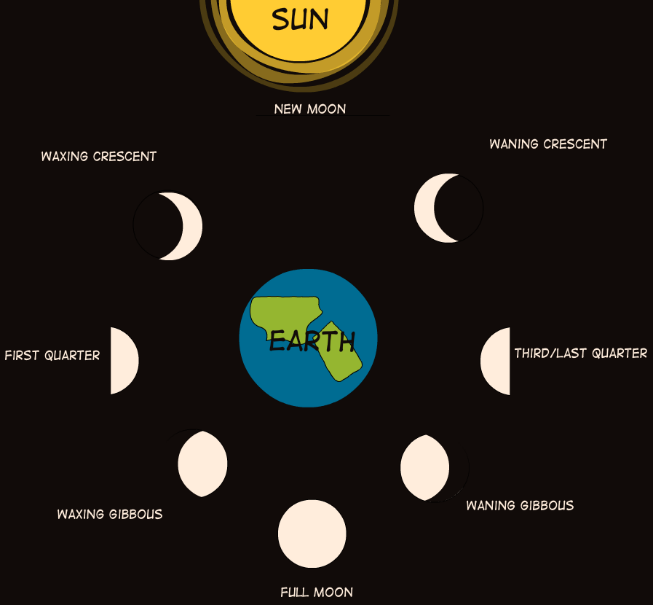 SUN
NEW MOON
WANING CRESCENT
WAXING CRESCENT
EARTH
FIRST QUARTER
THIRD/LAST QUARTER
WAXING GIBBOUS
WANING GIBBOUS
FULL MOON